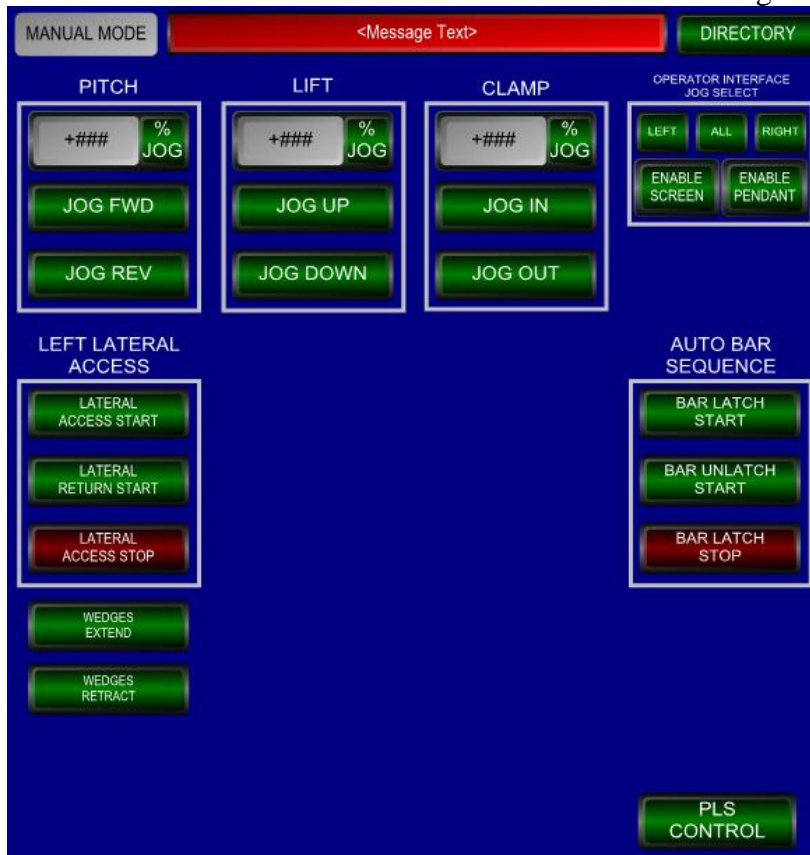 MANUAL MODE
<Message Text>
DIRECTORY
PITCH
LIFT
CLAMP
OPERATOR INTERFACE
JOG SELECT
+###
%
JOG
+###
%
JOG
+###
%
JOG
LEFT
ALL
RIGHT
ENABLE
SCREEN
ENABLE
PENDANT
JOG FWD
JOG UP
JOG IN
JOG REV
JOG DOWN
JOG OUT
LEFT LATERAL
ACCESS
AUTO BAR
SEQUENCE
LATERAL
ACCESS START
BAR LATCH
START
LATERAL
RETURN START
BAR UNLATCH
START
LATERAL
ACCESS STOP
BAR LATCH
STOP
WEDGES
EXTEND
WEDGES
RETRACT
PLS
CONTROL